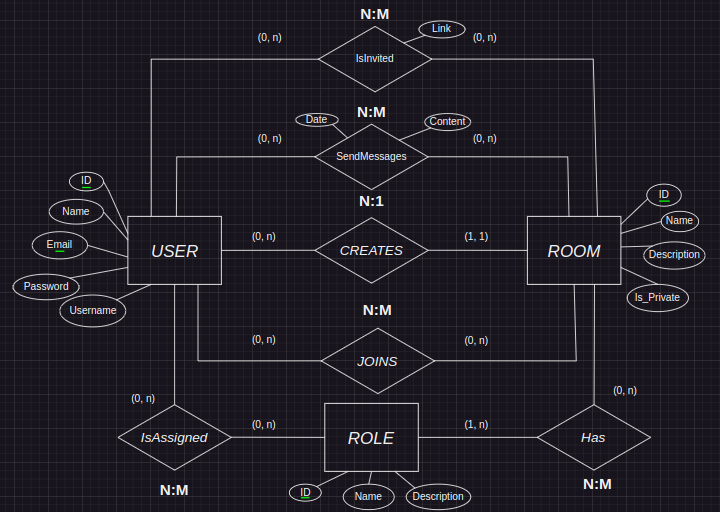 N:M
(0, n)
Link
(0, n)
IsInvited
N:M
Date
Content
(0, n)
(0, n)
SendMessages
ID
ID
N:1
Name
Name
(0, n)
(1, 1)
Email
USER
CREATES
ROOM
Description
Password
Is_Private
Username
N:M
(0, n)
(0, n)
JOINS
(0, n)
(0, n)
(0, n)
(1, n)
IsAssigned
ROLE
Has
N:M
N:M
ID
Name
Description